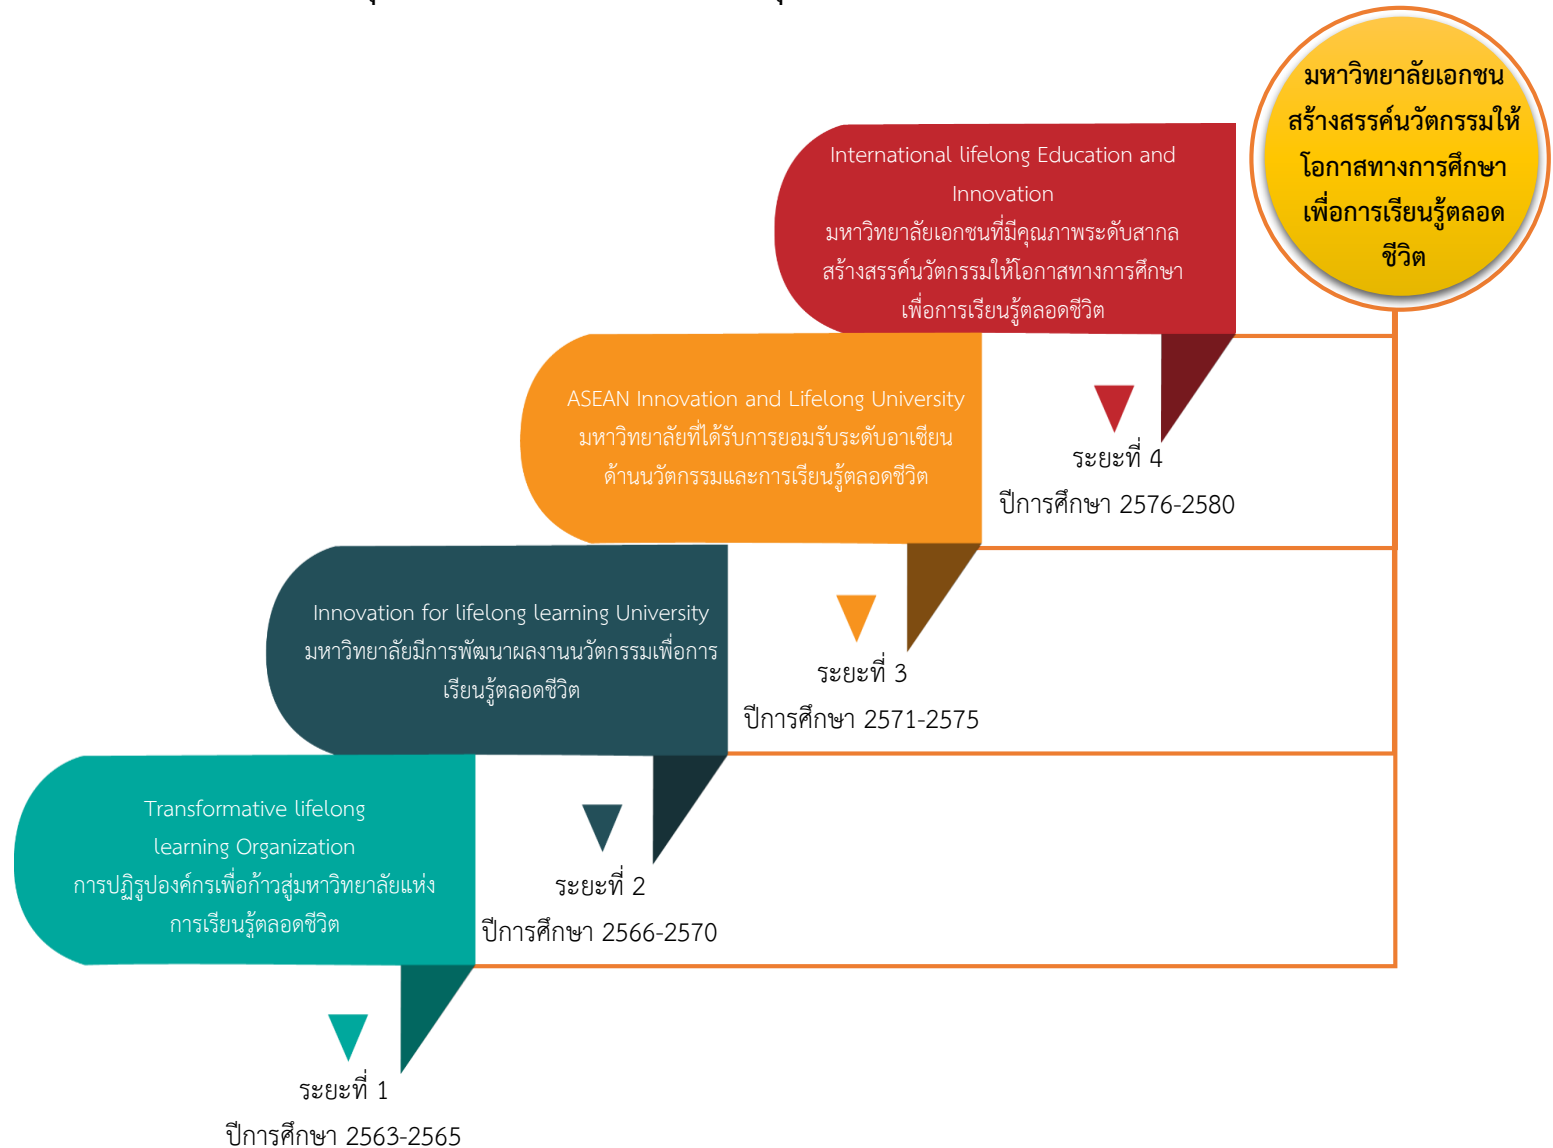 มหาวิทยาลัยเอกชน
สร้างสรรค์นวัตกรรมให้
โอกาสทางการศึกษา
เพื่อการเรียนรู้ตลอด
ชีวิต
International lifelong Education and
Innovation
มหาวิทยาลัยเอกชนที่มีคุณภาพระดับสากล
สร้างสรรค์นวัตกรรมให้โอกาสทางการศึกษา
เพื่อการเรียนรู้ตลอดชีวิต
ระยะที่ 4
ปีการศึกษา 2576-2580
ASEAN Innovation and Lifelong University
มหาวิทยาลัยที่ได้รับการยอมรับระดับอาเซียน
ด้านนวัตกรรมและการเรียนรู้ตลอดชีวิต
ระยะที่ 3
ปีการศึกษา 2571-2575
Innovation for lifelong learning University
มหาวิทยาลัยมีการพัฒนาผลงานนวัตกรรมเพื่อการ
เรียนรู้ตลอดชีวิต
ระยะที่ 2
ปีการศึกษา 2566-2570
Transformative lifelong
learning Organization
การปฏิรูปองค์กรเพื่อก้าวสู่มหาวิทยาลัยแห่ง
การเรียนรู้ตลอดชีวิต
ระยะที่ 1
ปีการศึกษา 2563-2565